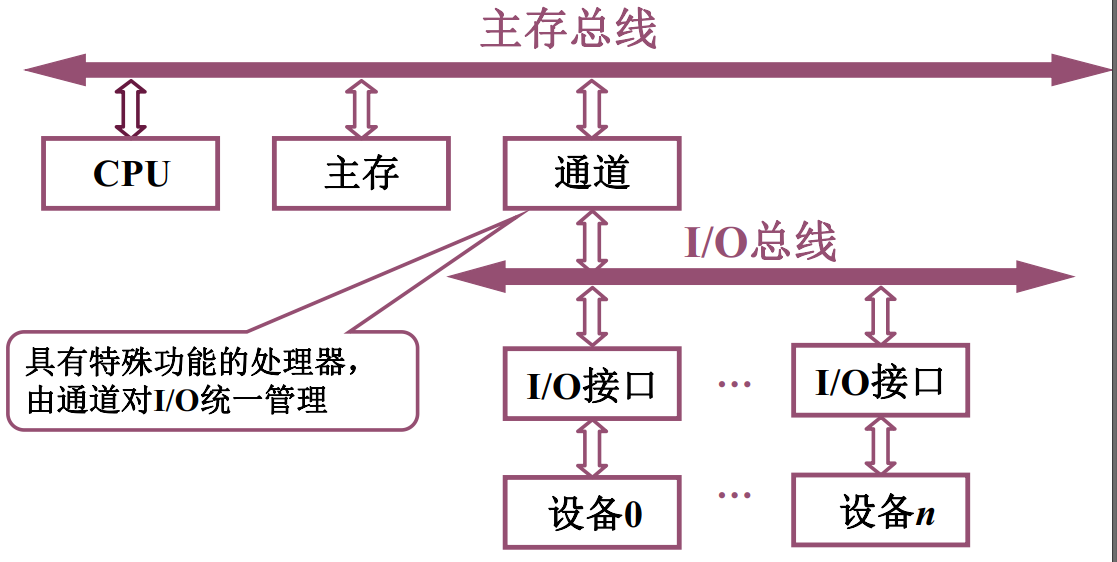 主存总线
CPU
主存
通道
I/O总线
具有特殊功能的处理器，
由通道对I/O统一管理
I/O接口
...
I/O接口
设备0
...
设备n